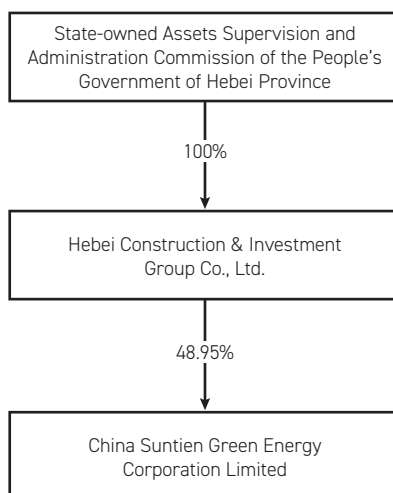 State-owned Assets Supervision and
Administration Commission of the People’s
Government of Hebei Province
100%
Hebei Construction & Investment
Group Co., Ltd.
48.95%
China Suntien Green Energy
Corporation Limited